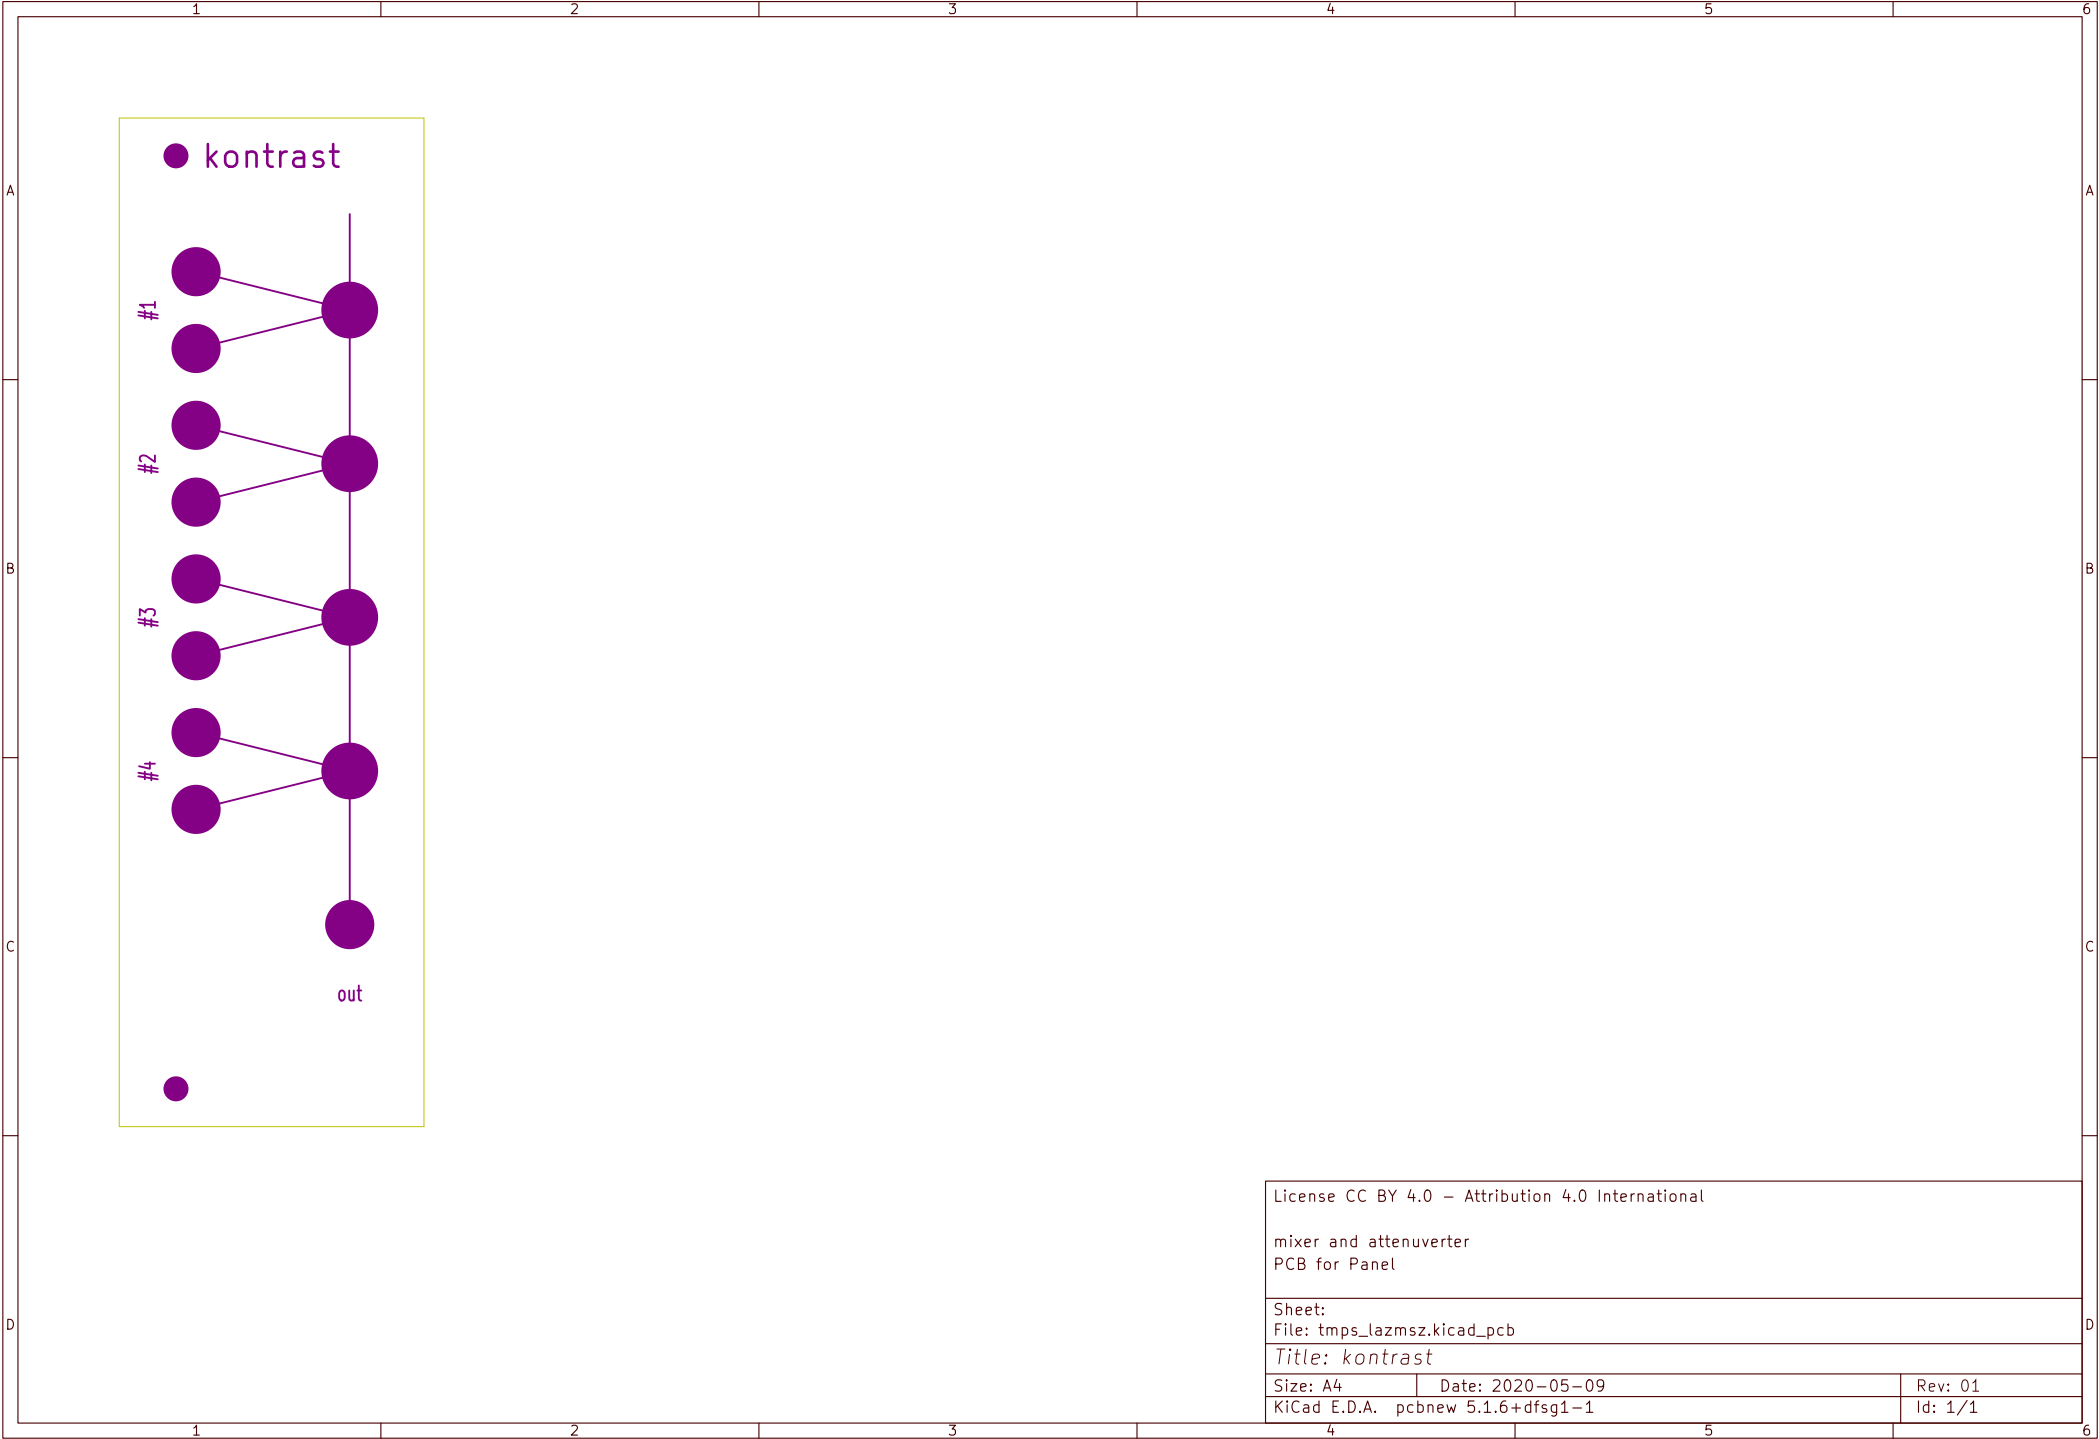 1 2 3 4 5 6
kontrast
A A
#1
#2
B B
#3
#4
C C
out
License CC BY 4.0 – Attribution 4.0 International
mixer and attenuverter
PCB for Panel
Sheet:
File: tmps_lazmsz.kicad_pcb
D D
Title: kontrast
Size: A4 Date: 2020-05-09 Rev: 01
KiCad E.D.A. pcbnew 5.1.6+dfsg1-1 Id: 1/1
1 2 3 4 5 6